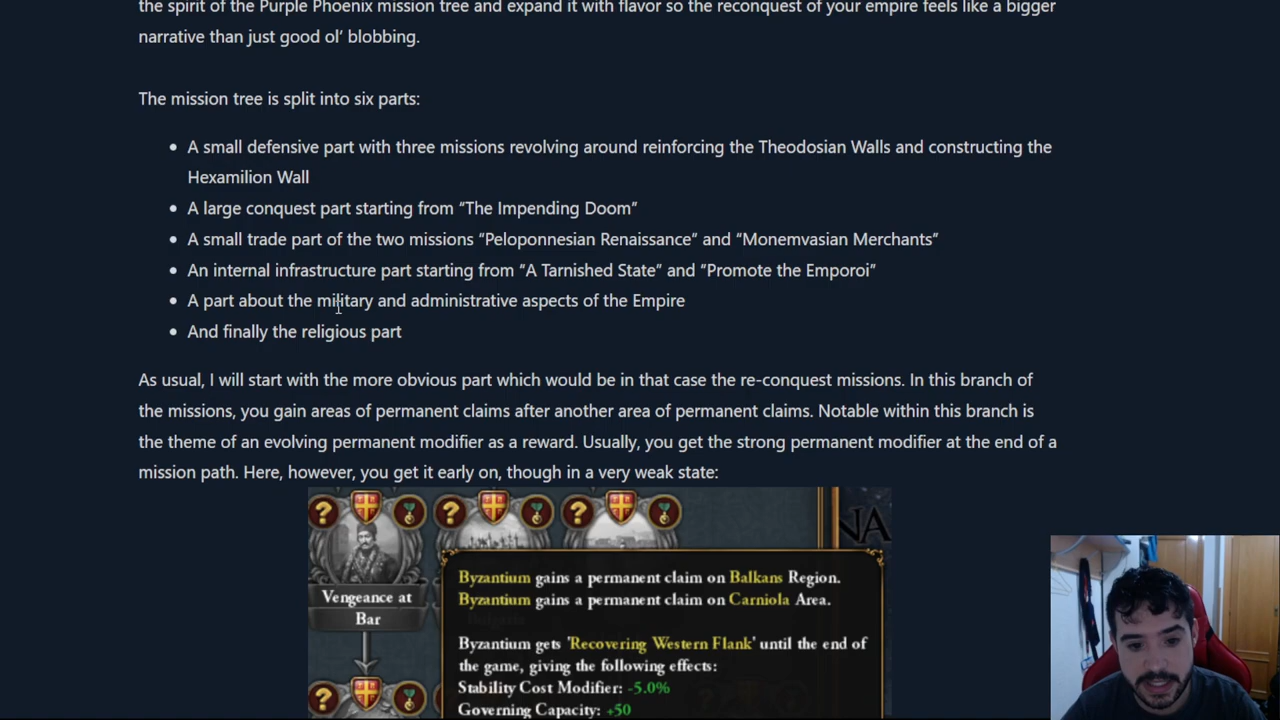 the spirit of the Purple Phoenix mission tree and expand it with flavor so the reconquest of your empire feels like a bigger
narrative than just good ol’ blobbing.
The mission tree is split into six parts:
• A small defensive part with three missions revolving around reinforcing the Theodosian Walls and constructing the
Hexamilion Wall
• A large conquest part starting from “The Impending Doom”
• A small trade part of the two missions “Peloponnesian Renaissance” and “Monemvasian Merchants”
• An internal infrastructure part starting from “A Tarnished State” and “Promote the Emporoi”
• A part about the military and administrative aspects of the Empire
• And finally the religious part
As usual, I will start with the more obvious part which would be in that case the re-conquest missions. In this branch of
the missions, you gain areas of permanent claims after another area of permanent claims. Notable within this branch is
the theme of an evolving permanent modifier as a reward. Usually, you get the strong permanent modifier at the end of a
mission path. Here, however, you get it early on, though in a very weak state:
NA
Vengeance at
Bar
Byzantium gains a permanent claim on Balkans Region.
Byzantium gains a permanent claim on Carniola Area.
Byzantium gets 'Recovering Western Flank' until the end of
the game, giving the following effects:
Stability Cost Modifier: -5.0%
Governing Capacity: +50